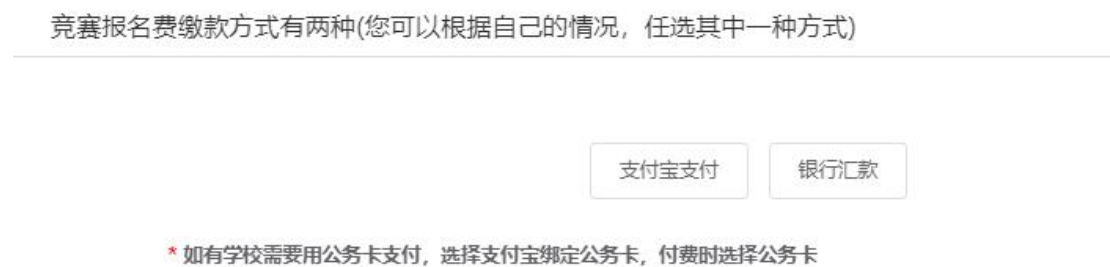 竞赛报名费缴款方式有两种(您可以根据自己的情况，任选其中一种方式)
支付宝支付 银行汇款
* 如有学校需要用公务卡支付，选择支付宝绑定公务卡，付费时选择公务卡